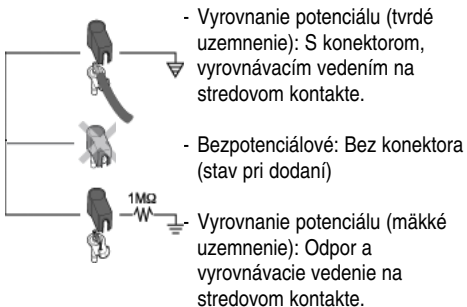 - Vyrovnanie potenciálu (tvrdé
uzemnenie): S konektorom,
vyrovnávacím vedením na
stredovom kontakte.
- Bezpotenciálové: Bez konektora
(stav pri dodaní)
1MΩ
- Vyrovnanie potenciálu (mäkké
uzemnenie): Odpor a
vyrovnávacie vedenie na
stredovom kontakte.